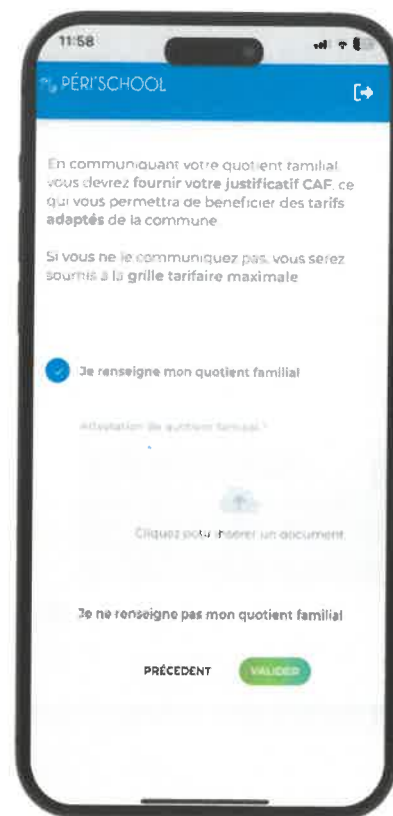 11:58
PÉRI'SCHOOL
En communiquant votre quotient familial,
vous devrez fournir votre justificatif CAF, ce
qui vous permettra de bénéficier des tarifs
adaptés de la commune.
Si vous ne le communiquez pas, vous serez
soumis à la grille tarifaire maximale
Je renseigne mon quotient familial
Attestation de quotient familial *
Cliquez pour insérer un document
Je ne renseigne pas mon quotient familial
PRÉCEDENT
VALIDER